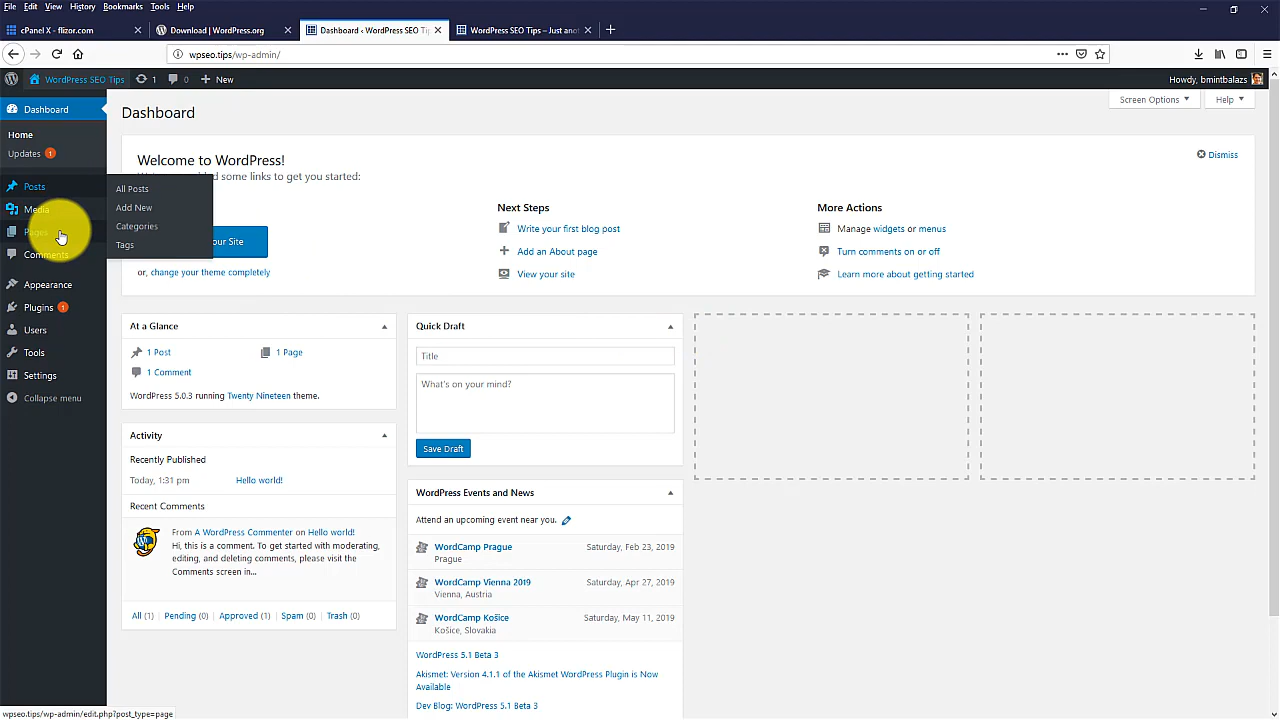 File Edit View History Bookmarks Tools Help
cPanel X - flizor.com
Download | WordPress.org
Dashboard ‹ WordPress SEO Tip
WordPress SEO Tips – Just anot
wpseo.tips/wp-admin/
WordPress SEO Tips
1
0
New
Howdy, bmintbalazs
Screen Options
Help
Dashboard
Home
Updates 1
Posts
Media
Pages
Comments
Appearance
Plugins 1
Users
Tools
Settings
Collapse menu
All Posts
Add New
Categories
Tags
Dashboard
Welcome to WordPress!
some links to get you started:
Dismiss
our Site
or, change your theme completely
Next Steps
Write your first blog post
Add an About page
View your site
More Actions
Manage widgets or menus
Turn comments on or off
Learn more about getting started
At a Glance
1 Post
1 Page
1 Comment
WordPress 5.0.3 running Twenty Nineteen theme.
Activity
Recently Published
Today, 1:31 pm
Hello world!
Recent Comments
From A WordPress Commenter on Hello world!
Hi, this is a comment. To get started with moderating,
editing, and deleting comments, please visit the
Comments screen in...
All (1) Pending (0) Approved (1) Spam (0) Trash (0)
Quick Draft
Title
What's on your mind?
Save Draft
WordPress Events and News
Attend an upcoming event near you.
WordCamp Prague
Saturday, Feb 23, 2019
Prague
WordCamp Vienna 2019
Saturday, Apr 27, 2019
Vienna, Austria
WordCamp Košice
Saturday, May 11, 2019
Košice, Slovakia
WordPress 5.1 Beta 3
Akismet: Version 4.1.1 of the Akismet WordPress Plugin is Now
Available
Dev Blog: WordPress 5.1 Beta 3
wpseo.tips/wp-admin/edit.php?post_type=page